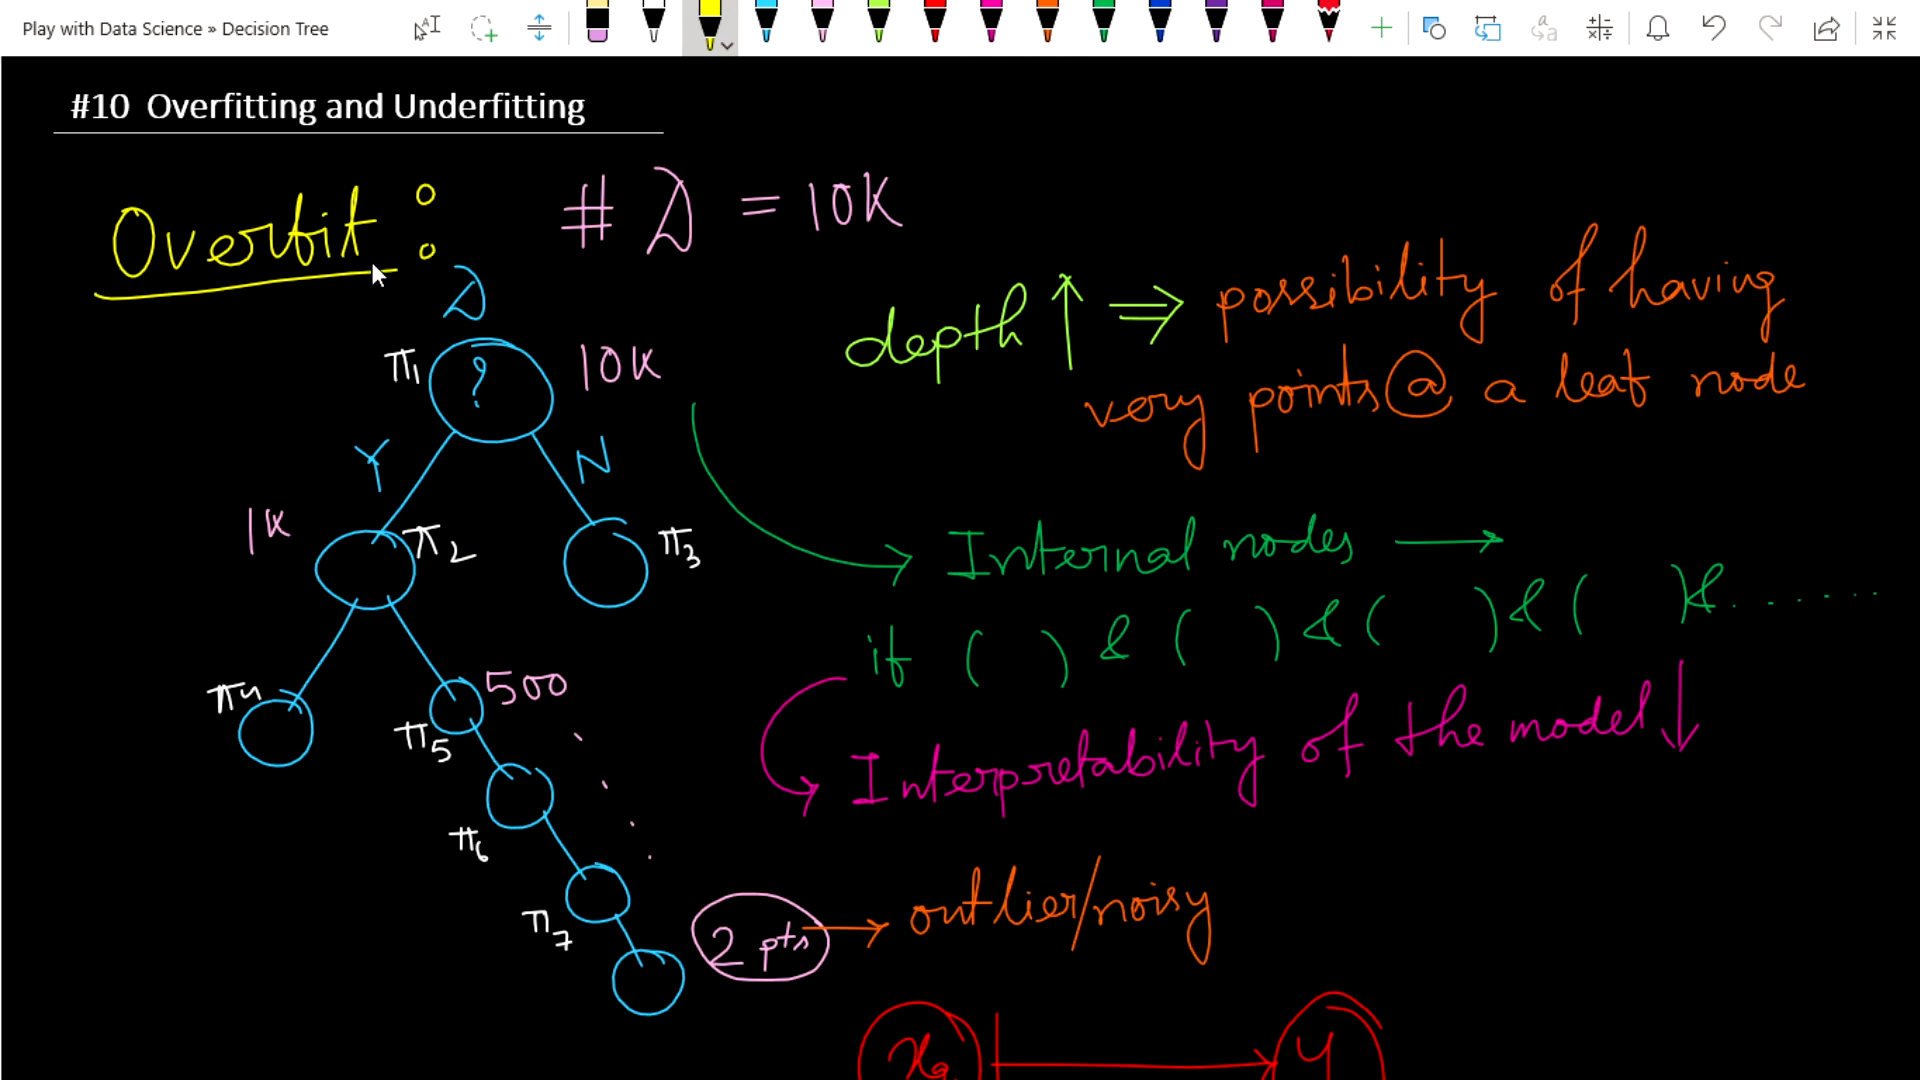 Play with Data Science » Decision Tree
#10 Overfitting and Underfitting
Overfit :
# D = 10K
D
π1
?
10K
depth ↑ ⇒ possibility of having
very points @ a leaf node
Y
N
1K
π2
π3
Internal nodes →
if ( ) & ( ) & ( ) & ( ) & .......
π4
500
π5
Interpretability of the model ↓
π6
π7
2 pts → outlier/noisy
xq
y